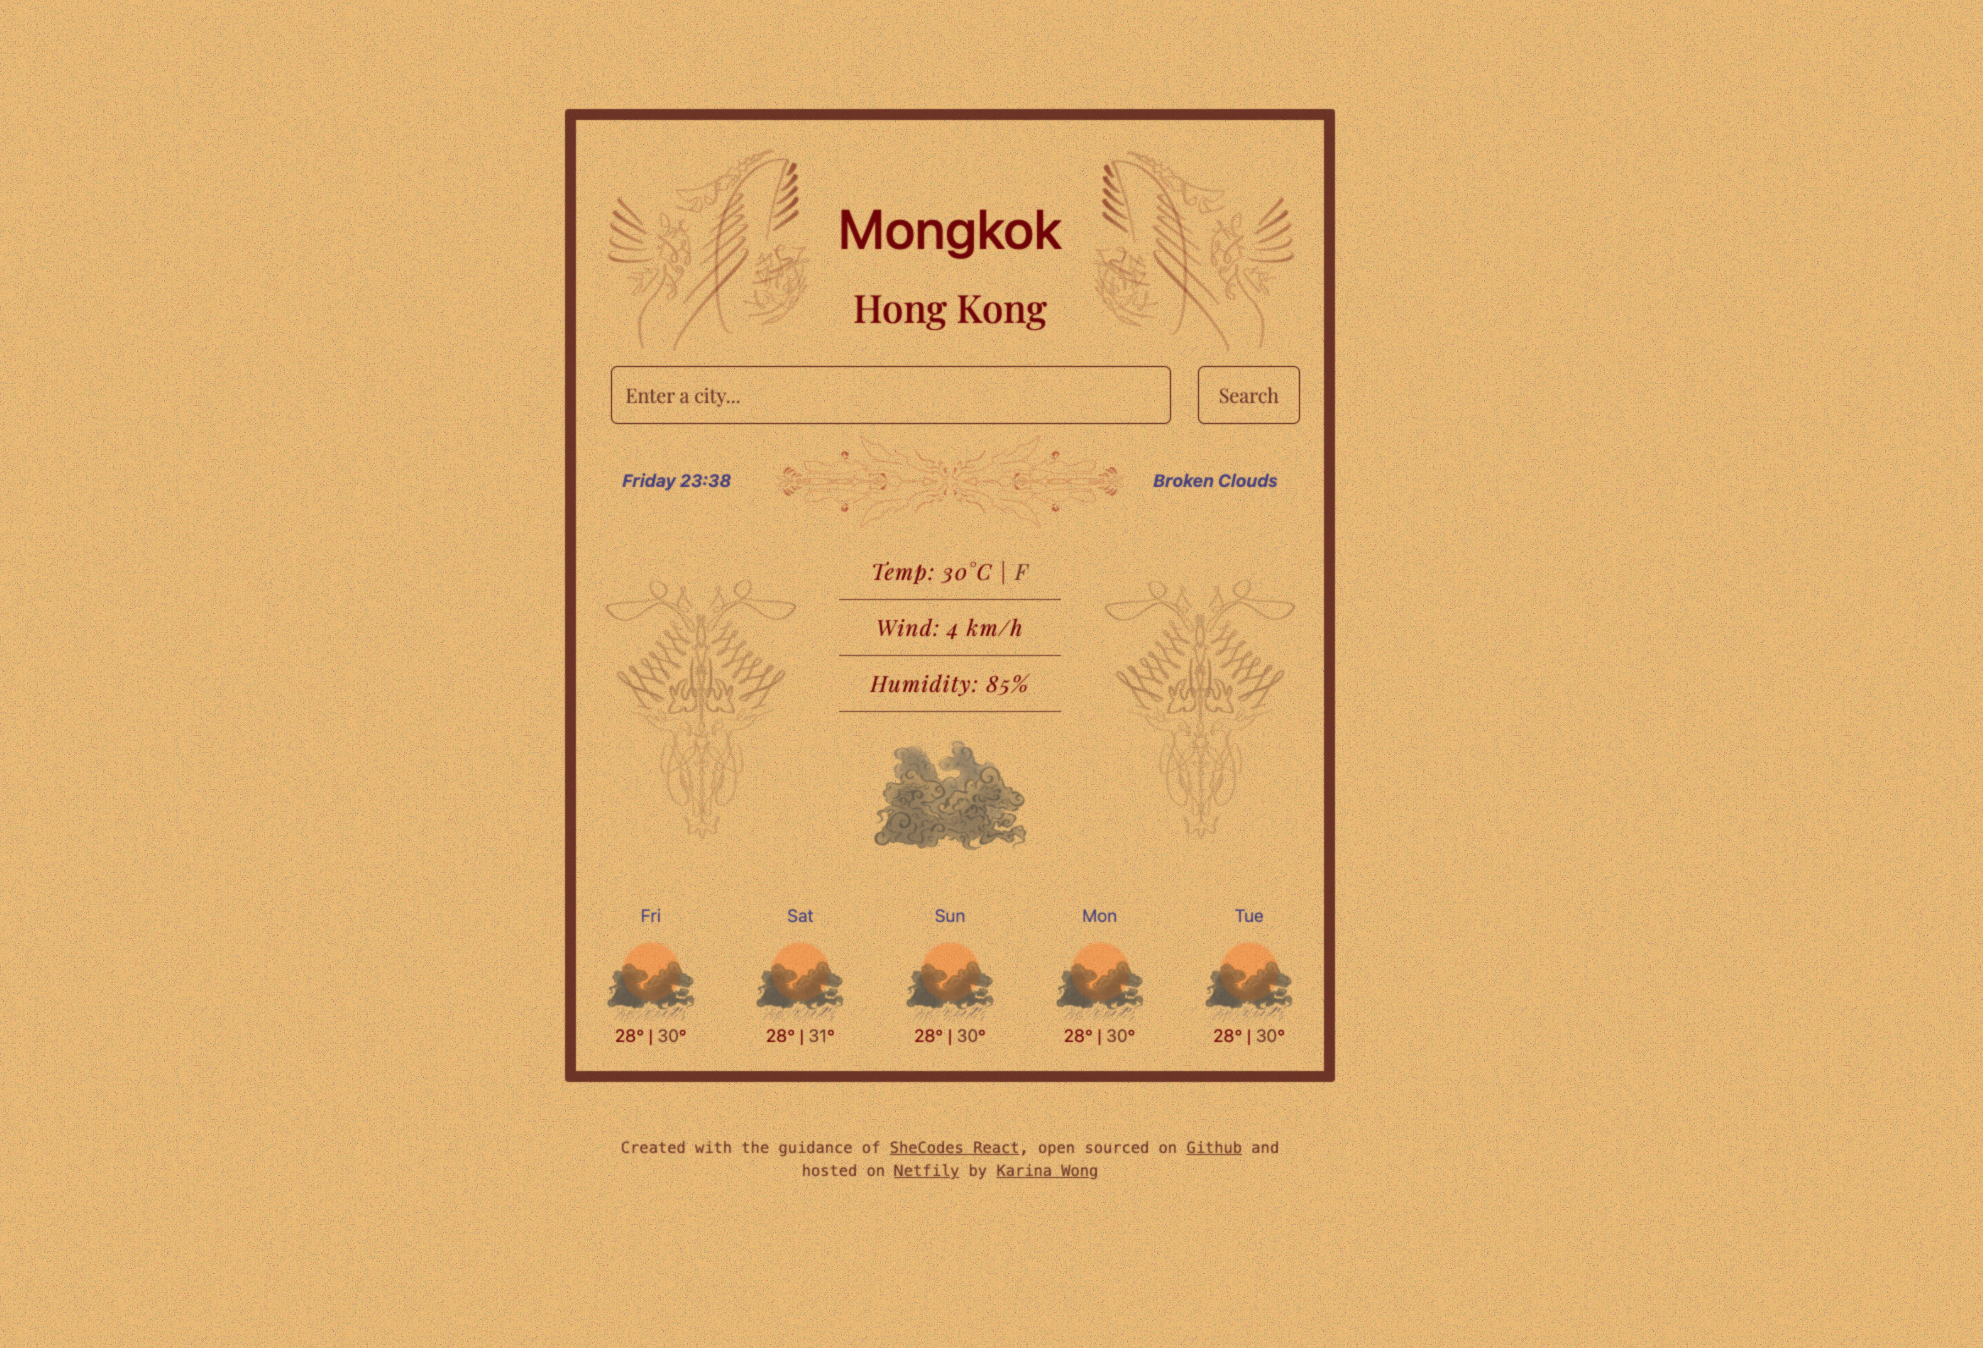 Mongkok
Hong Kong
Enter a city...
Search
Friday 23:38
Broken Clouds
Temp: 30°C | F
Wind: 4 km/h
Humidity: 85%
Fri
Sat
Sun
Mon
Tue
28° | 30°
28° | 31°
28° | 30°
28° | 30°
28° | 30°
Created with the guidance of SheCodes React, open sourced on Github and
hosted on Netfily by Karina Wong